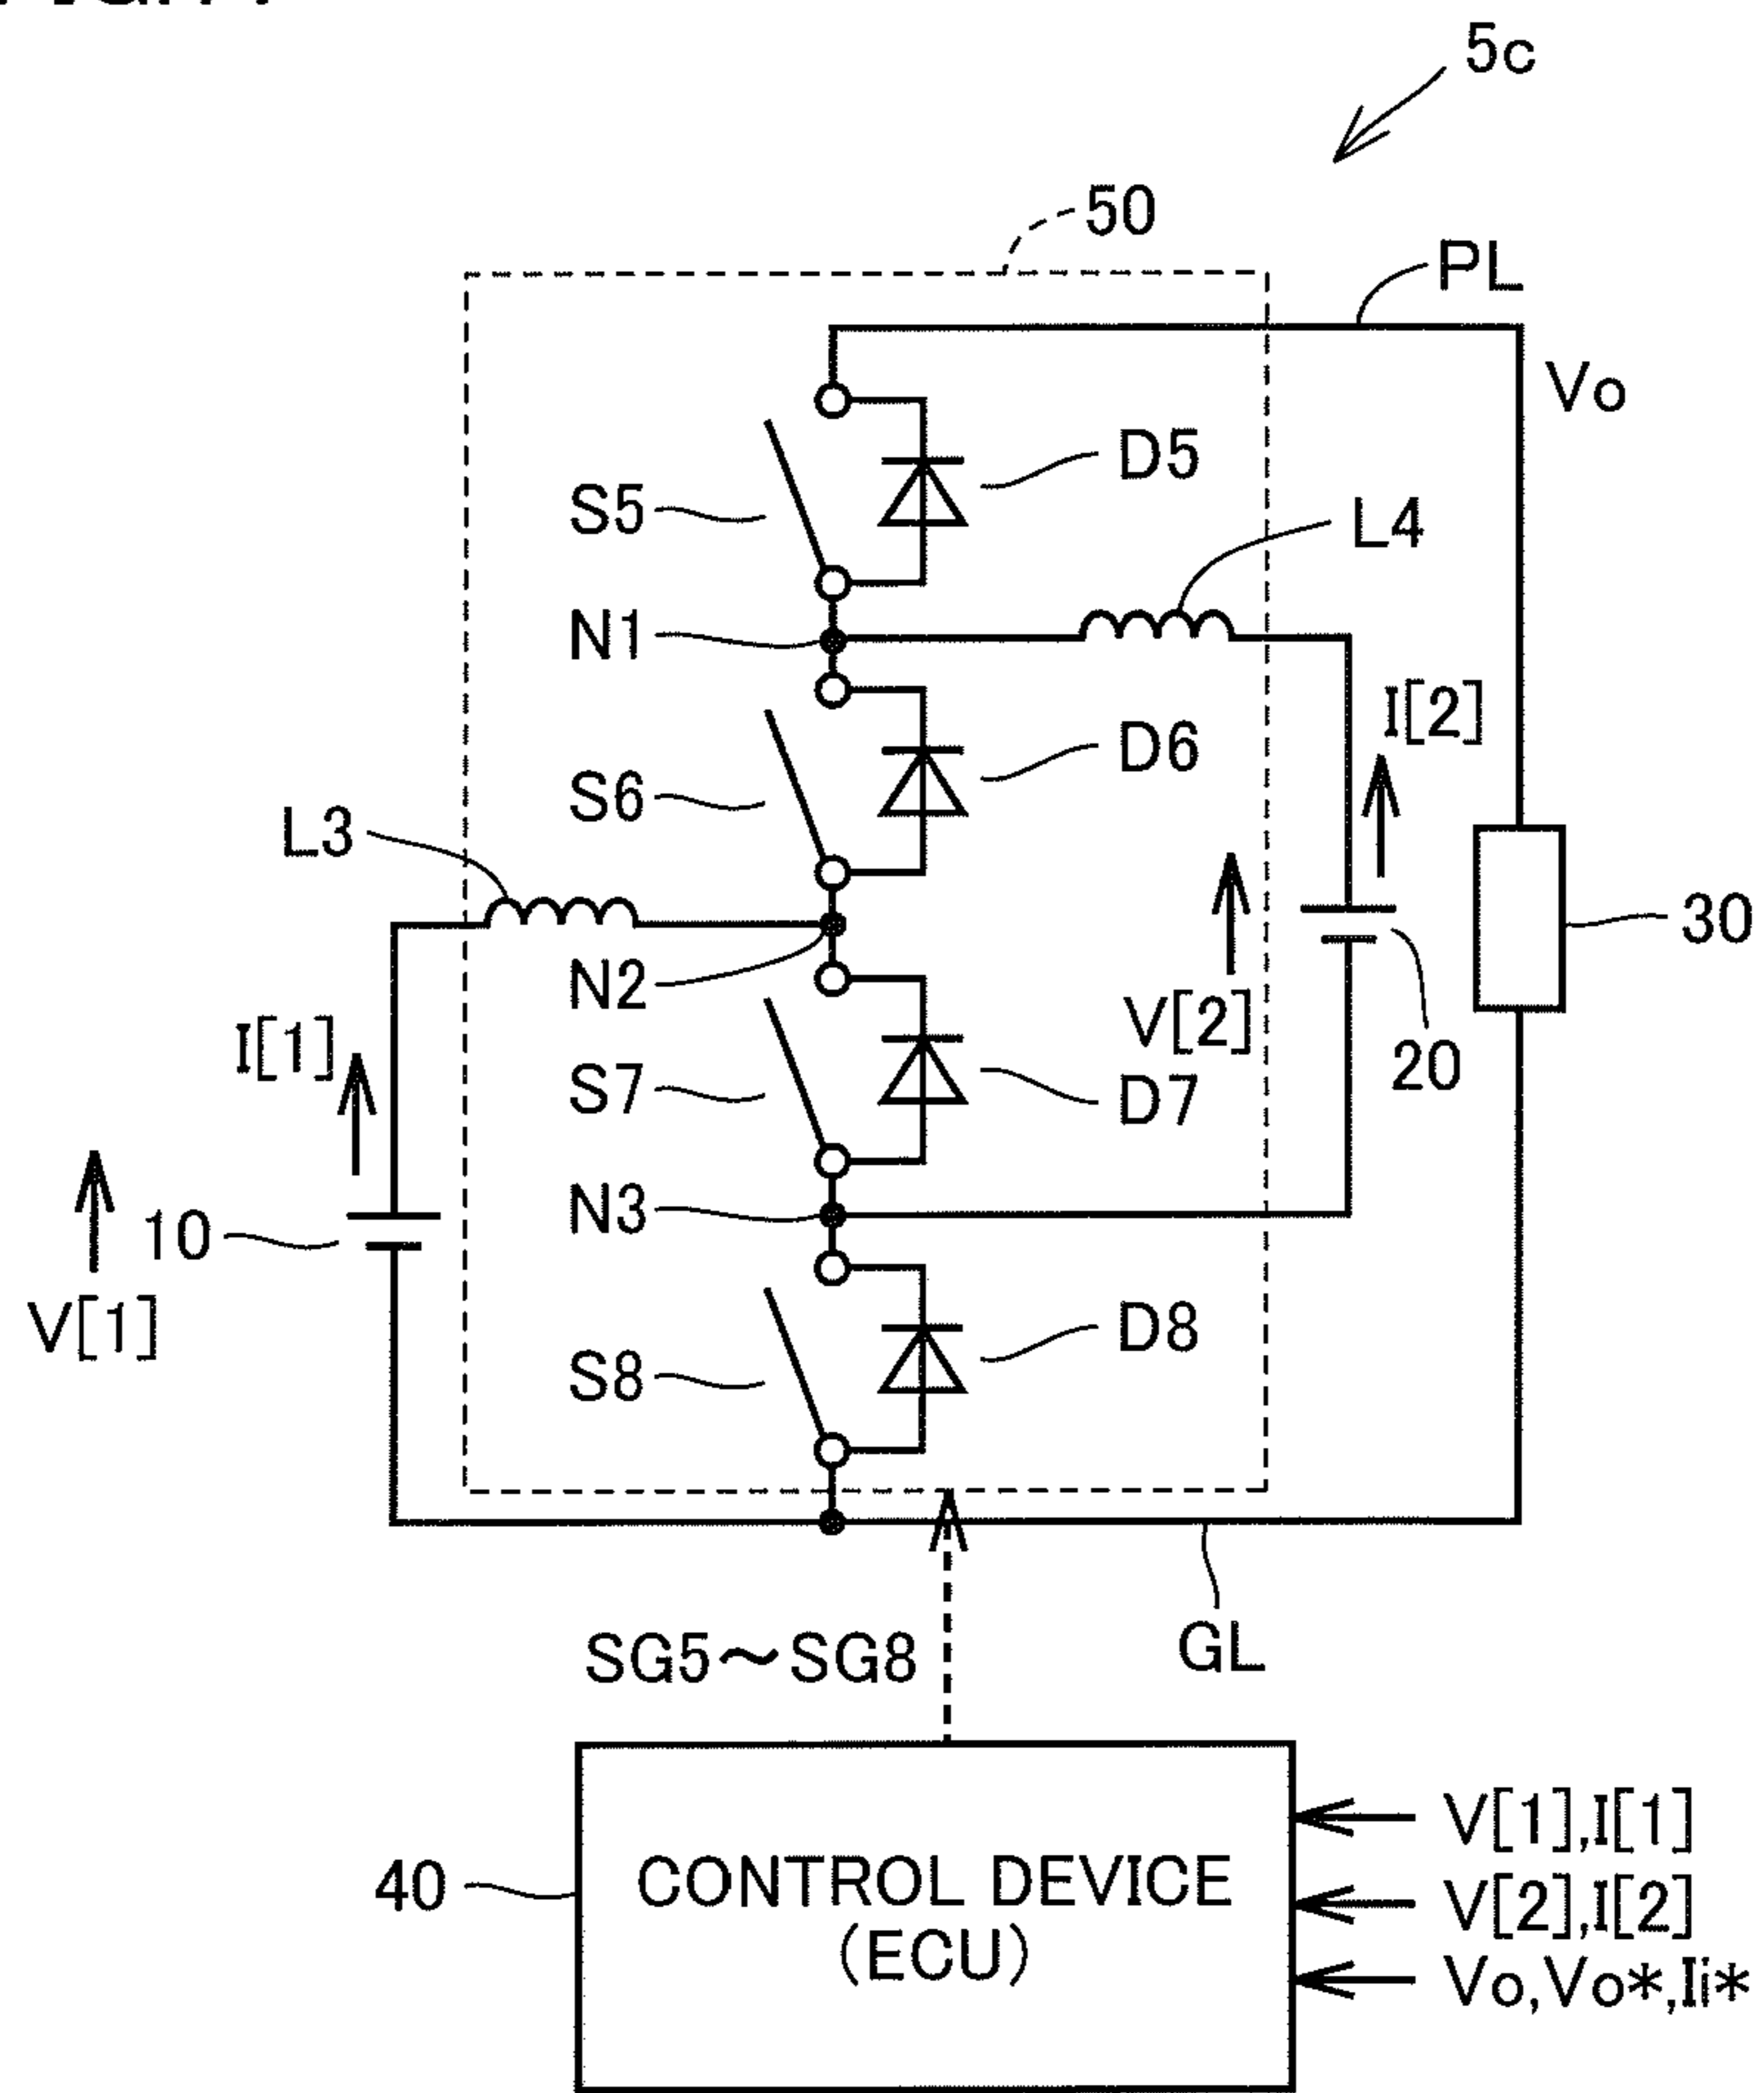 5c
50
PL
Vo
D5
S5
L4
N1
I[2]
D6
S6
L3
30
N2
V[2]
I[1]
20
S7
D7
N3
10
V[1]
D8
S8
SG5～SG8
GL
V[1],I[1]
40
CONTROL DEVICE
V[2],I[2]
(ECU)
Vo,Vo*,Ii*